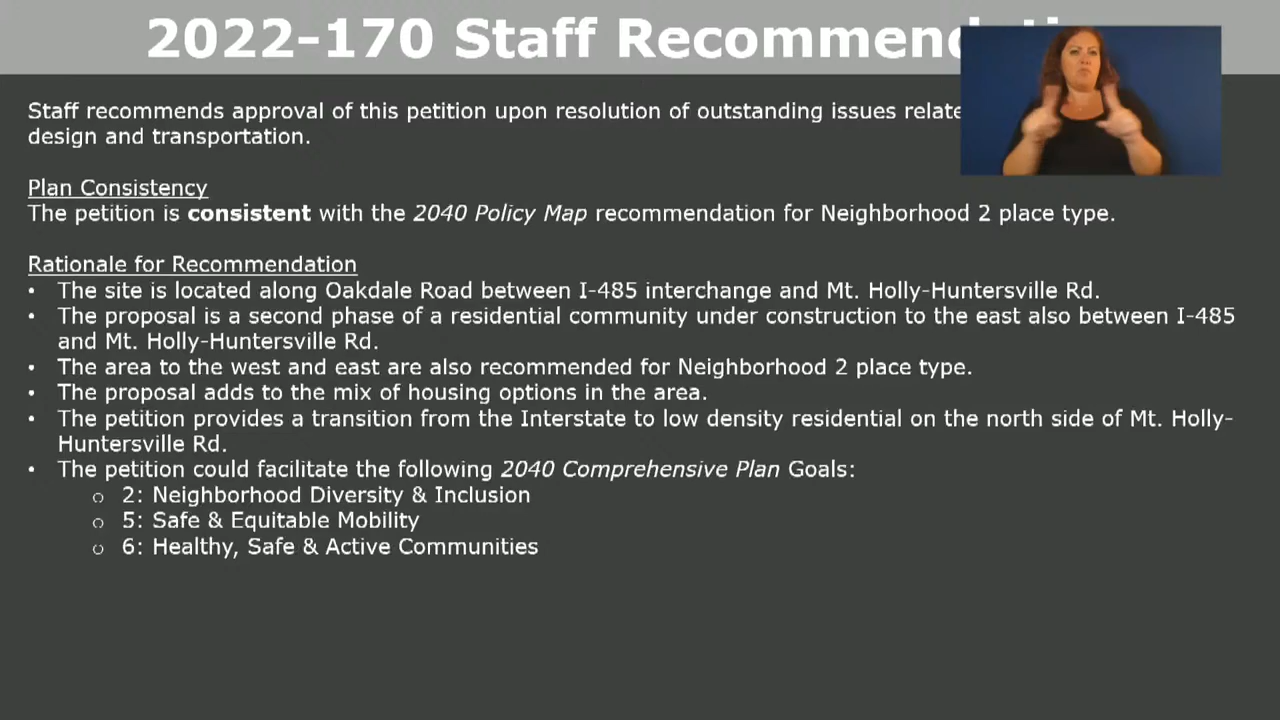 2022-170 Staff Recommend
Staff recommends approval of this petition upon resolution of outstanding issues relate
design and transportation.
Plan Consistency
The petition is consistent with the 2040 Policy Map recommendation for Neighborhood 2 place type.
Rationale for Recommendation
• The site is located along Oakdale Road between I-485 interchange and Mt. Holly-Huntersville Rd.
• The proposal is a second phase of a residential community under construction to the east also between I-485
and Mt. Holly-Huntersville Rd.
• The area to the west and east are also recommended for Neighborhood 2 place type.
• The proposal adds to the mix of housing options in the area.
• The petition provides a transition from the Interstate to low density residential on the north side of Mt. Holly-
Huntersville Rd.
• The petition could facilitate the following 2040 Comprehensive Plan Goals:
○ 2: Neighborhood Diversity & Inclusion
○ 5: Safe & Equitable Mobility
○ 6: Healthy, Safe & Active Communities